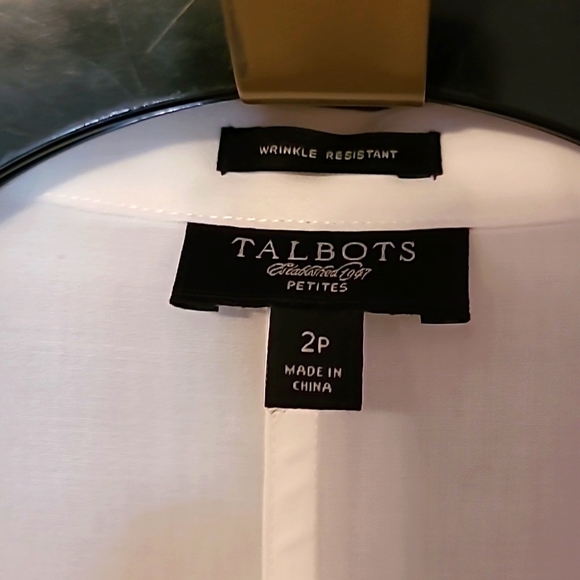 WRINKLE RESISTANT
TALBOTS
Established 1947
PETITES
2P
MADE IN
CHINA